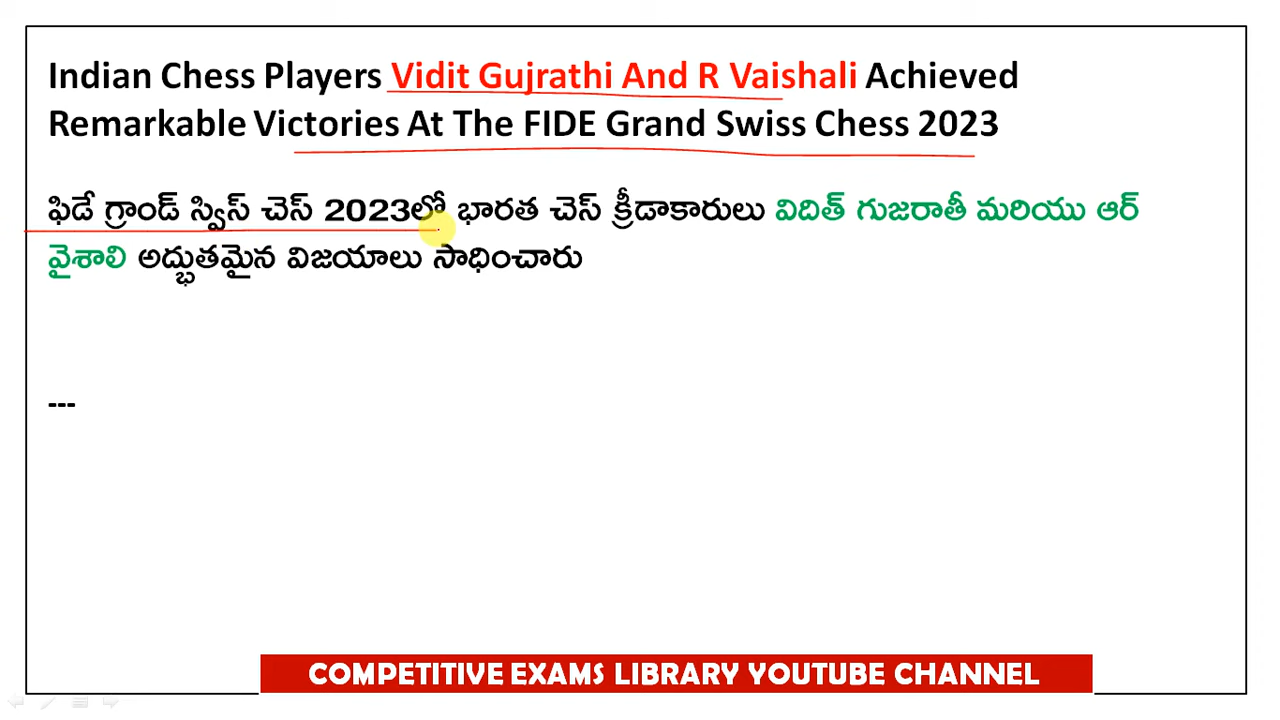 Indian Chess Players Vidit Gujrathi And R Vaishali Achieved
Remarkable Victories At The FIDE Grand Swiss Chess 2023
ఫిడే గ్రాండ్ స్విస్ చెస్ 2023లో భారత చెస్ క్రీడాకారులు విదిత్ గుజరాతీ మరియు ఆర్
వైశాలి అద్భుతమైన విజయాలు సాధించారు
---
COMPETITIVE EXAMS LIBRARY YOUTUBE CHANNEL